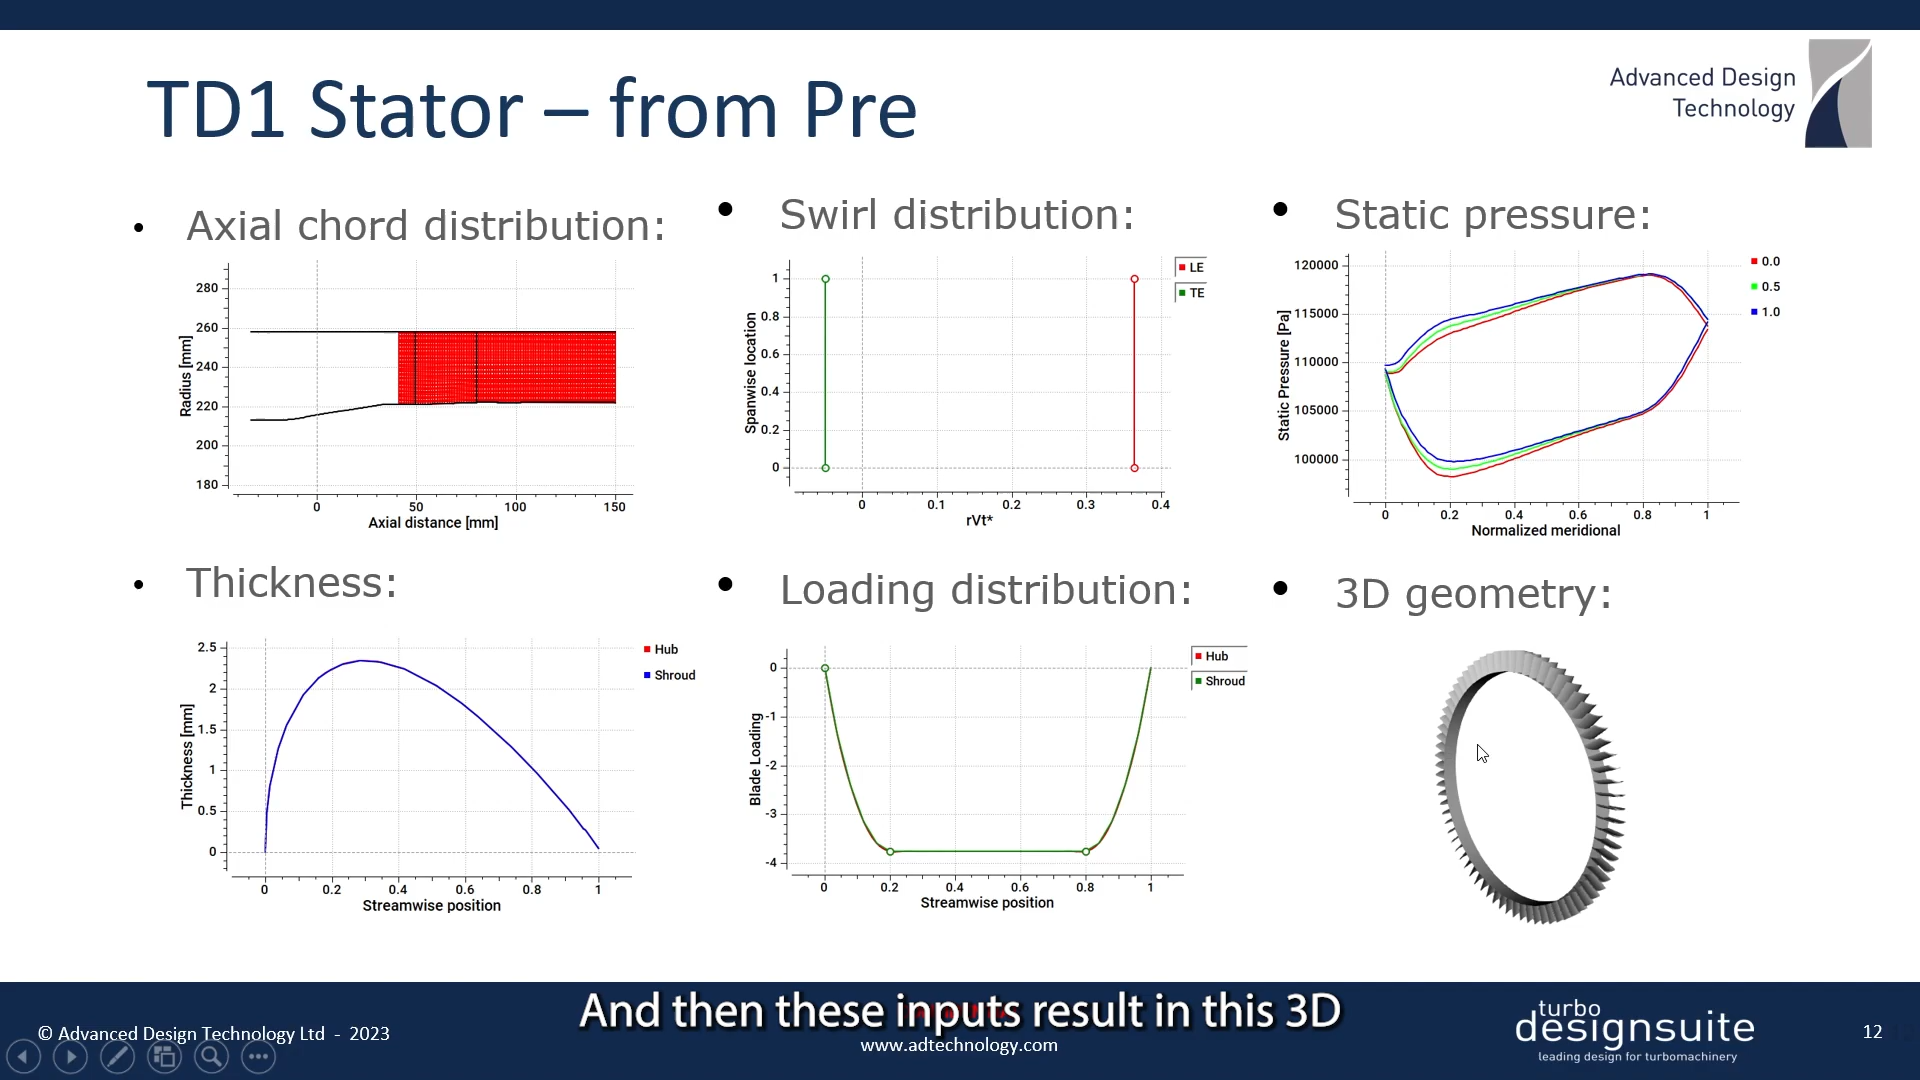 TD1 Stator – from Pre
Advanced Design
Technology
• Axial chord distribution:
280
260
240
220
200
180
Radius [mm]
0 50 100 150
Axial distance [mm]
• Swirl distribution:
LE
TE
1
0.8
0.6
0.4
0.2
0
Spanwise location
0 0.1 0.2 0.3 0.4
rVt*
• Static pressure:
0.0
0.5
1.0
120000
115000
110000
105000
100000
Static Pressure [Pa]
0 0.2 0.4 0.6 0.8 1
Normalized meridional
• Thickness:
Hub
Shroud
2.5
2
1.5
1
0.5
0
Thickness [mm]
0 0.2 0.4 0.6 0.8 1
Streamwise position
• Loading distribution:
Hub
Shroud
0
-1
-2
-3
-4
Blade Loading
0 0.2 0.4 0.6 0.8 1
Streamwise position
• 3D geometry:
And then these inputs result in this 3D
© Advanced Design Technology Ltd - 2023
www.adtechnology.com
turbo
designsuite
leading design for turbomachinery
12